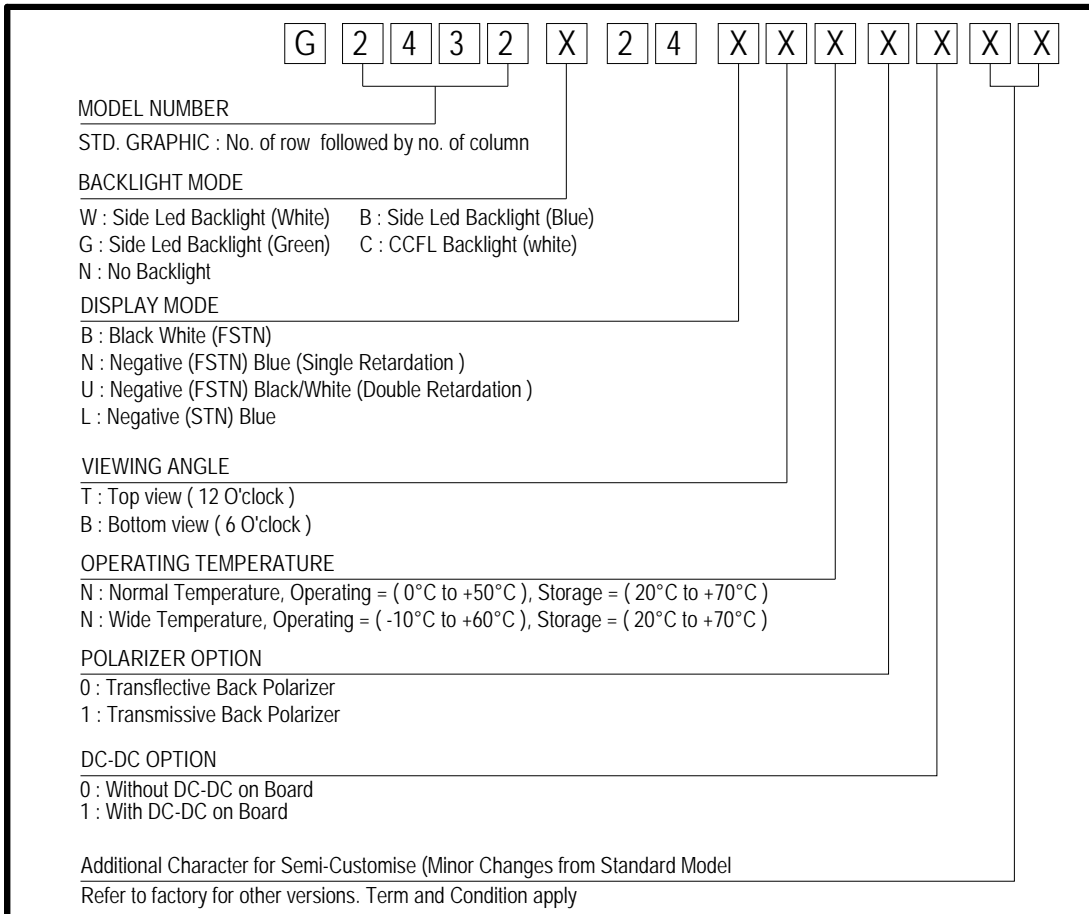 G 2 4 3 2 X 2 4 X X X X X X X
MODEL NUMBER
STD. GRAPHIC : No. of row followed by no. of column
BACKLIGHT MODE
W : Side Led Backlight (White) B : Side Led Backlight (Blue)
G : Side Led Backlight (Green) C : CCFL Backlight (white)
N : No Backlight
DISPLAY MODE
B : Black White (FSTN)
N : Negative (FSTN) Blue (Single Retardation )
U : Negative (FSTN) Black/White (Double Retardation )
L : Negative (STN) Blue
VIEWING ANGLE
T : Top view ( 12 O'clock )
B : Bottom view ( 6 O'clock )
OPERATING TEMPERATURE
N : Normal Temperature, Operating = ( 0°C to +50°C ), Storage = ( 20°C to +70°C )
N : Wide Temperature, Operating = ( -10°C to +60°C ), Storage = ( 20°C to +70°C )
POLARIZER OPTION
0 : Transflective Back Polarizer
1 : Transmissive Back Polarizer
DC-DC OPTION
0 : Without DC-DC on Board
1 : With DC-DC on Board
Additional Character for Semi-Customise (Minor Changes from Standard Model
Refer to factory for other versions. Term and Condition apply